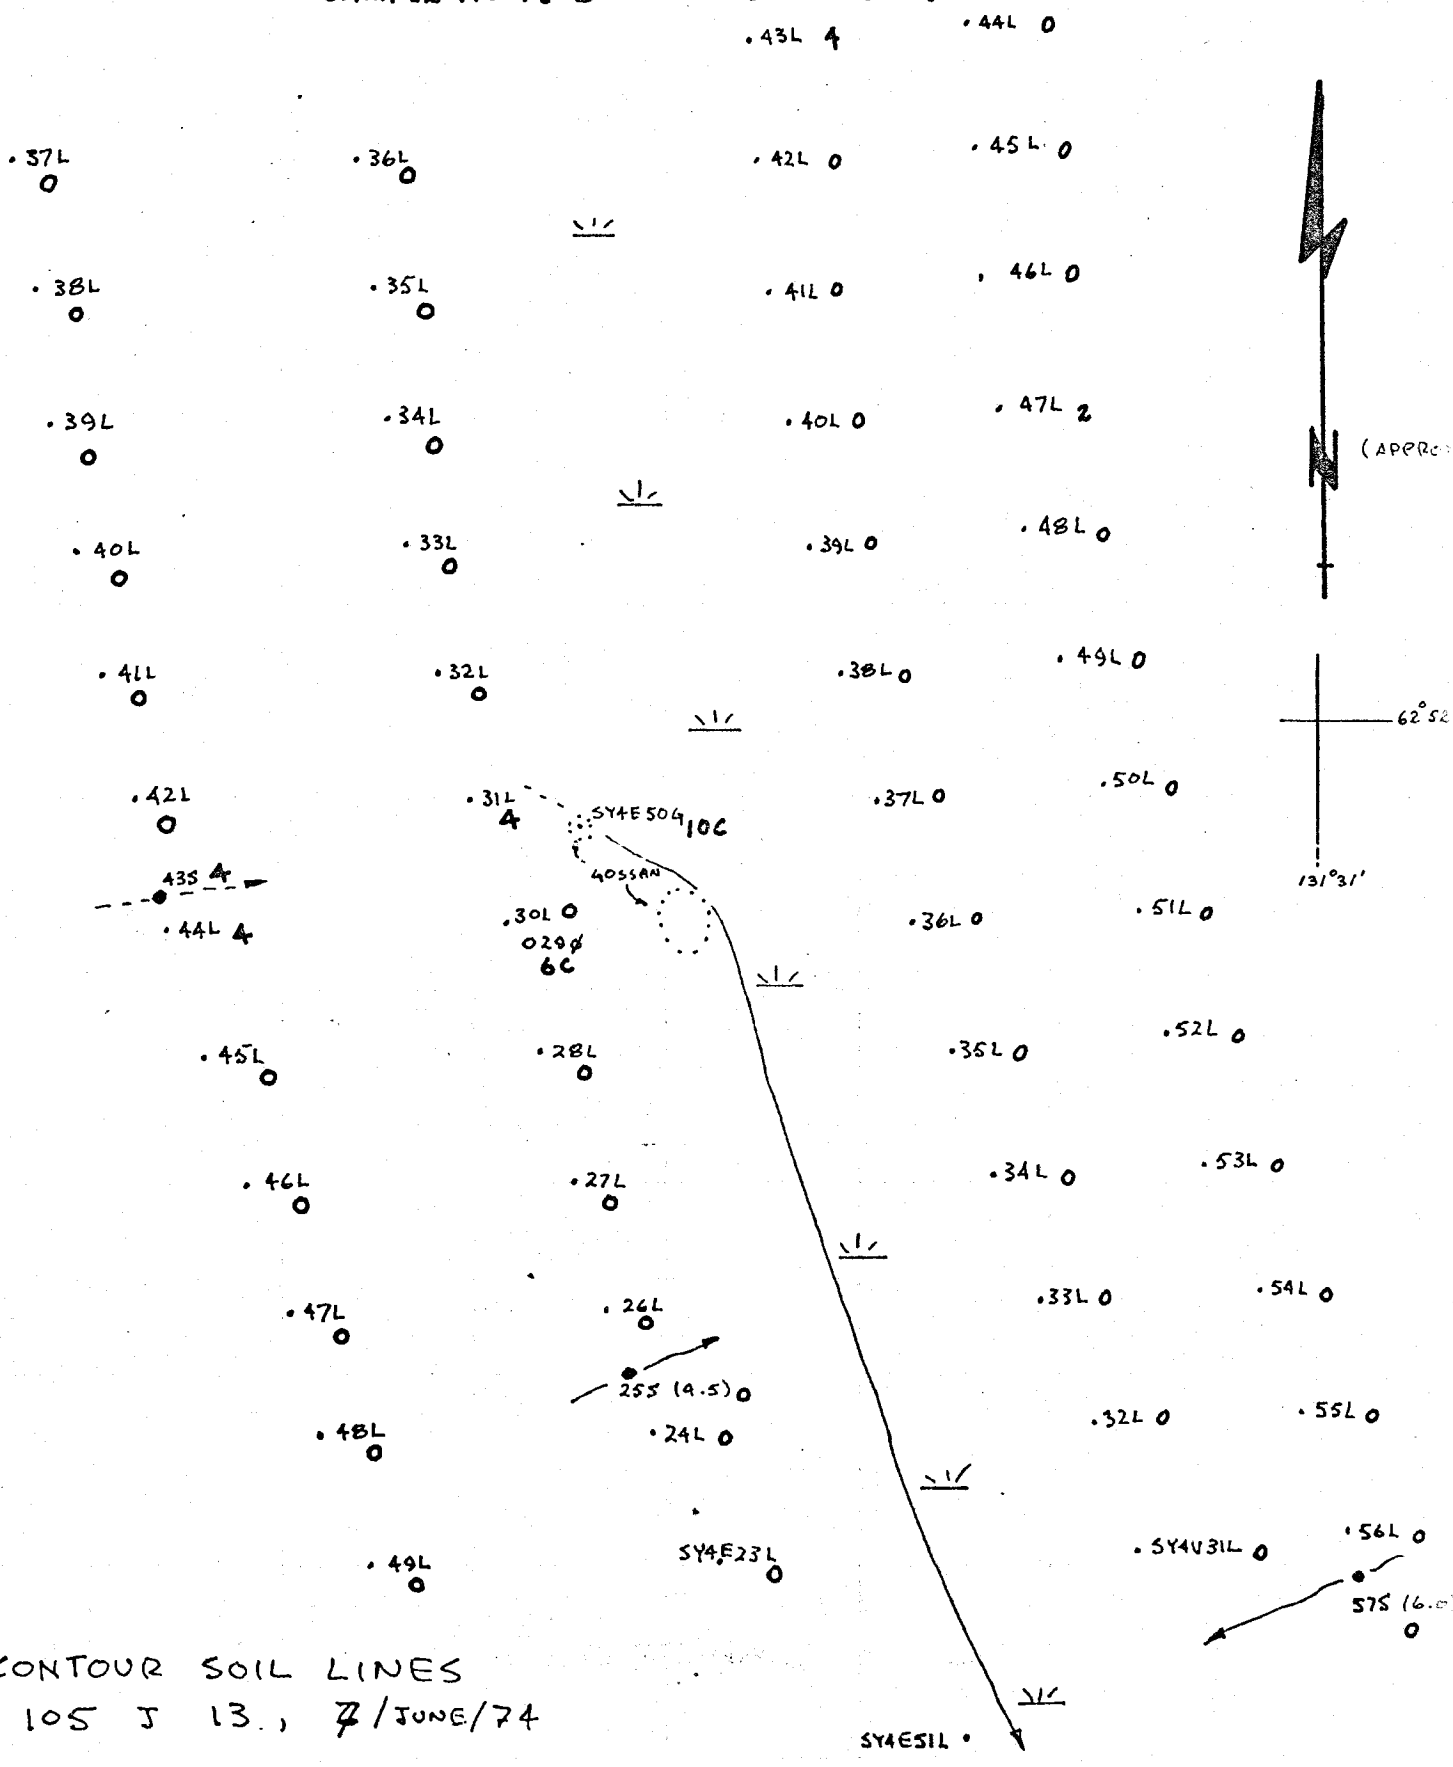 43L 4
44L 0
37L 0
36L 0
42L 0
45L 0
38L 0
35L 0
41L 0
46L 0
39L 0
34L 0
40L 0
47L 2
N
40L 0
33L 0
39L 0
48L 0
41L 0
32L 0
38L 0
49L 0
62°52
42L 0
31L 4
SY4E50G 10C
37L 0
50L 0
43S 4
GOSSAN
131°31'
44L 4
30L 0
029ø
6C
36L 0
51L 0
45L 0
28L 0
35L 0
52L 0
46L 0
27L 0
34L 0
53L 0
47L 0
26L 0
33L 0
54L 0
25S (9.5) 0
48L 0
24L 0
32L 0
55L 0
49L 0
SY4E23L 0
SY4V31L 0
56L 0
57S (6.0
0
CONTOUR SOIL LINES
105 J 13., 7/JUNE/74
SY4E51L